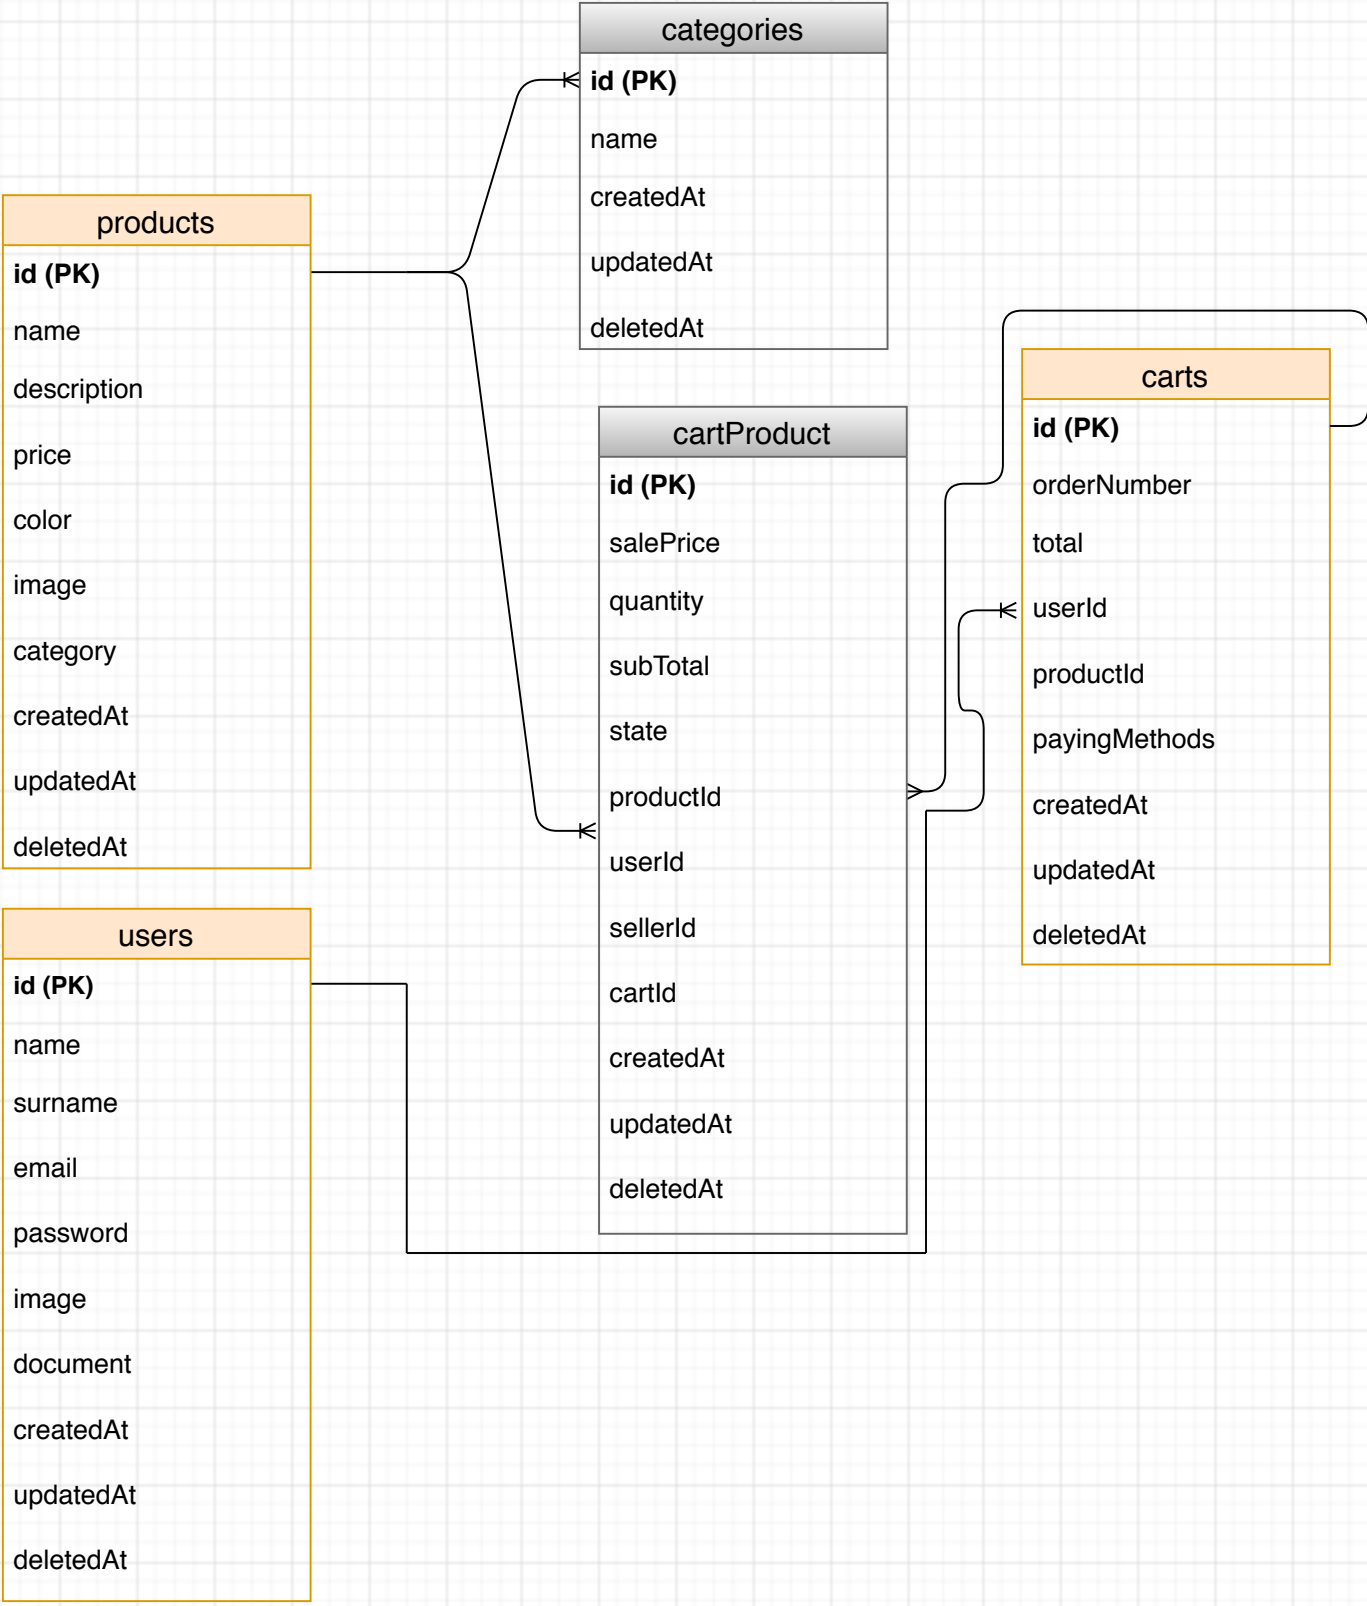 categories
id (PK)
name
createdAt
updatedAt
deletedAt
products
id (PK)
name
description
price
color
image
category
createdAt
updatedAt
deletedAt
cartProduct
id (PK)
salePrice
quantity
subTotal
state
productId
userId
sellerId
cartId
createdAt
updatedAt
deletedAt
carts
id (PK)
orderNumber
total
userId
productId
payingMethods
createdAt
updatedAt
deletedAt
users
id (PK)
name
surname
email
password
image
document
createdAt
updatedAt
deletedAt